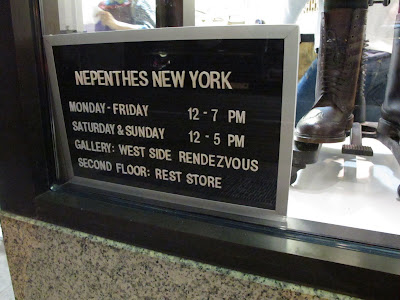 NEPENTHES NEW YORK
MONDAY-FRIDAY 12-7 PM
SATURDAY & SUNDAY 12-5 PM
GALLERY: WEST SIDE RENDEZVOUS
SECOND FLOOR: REST STORE